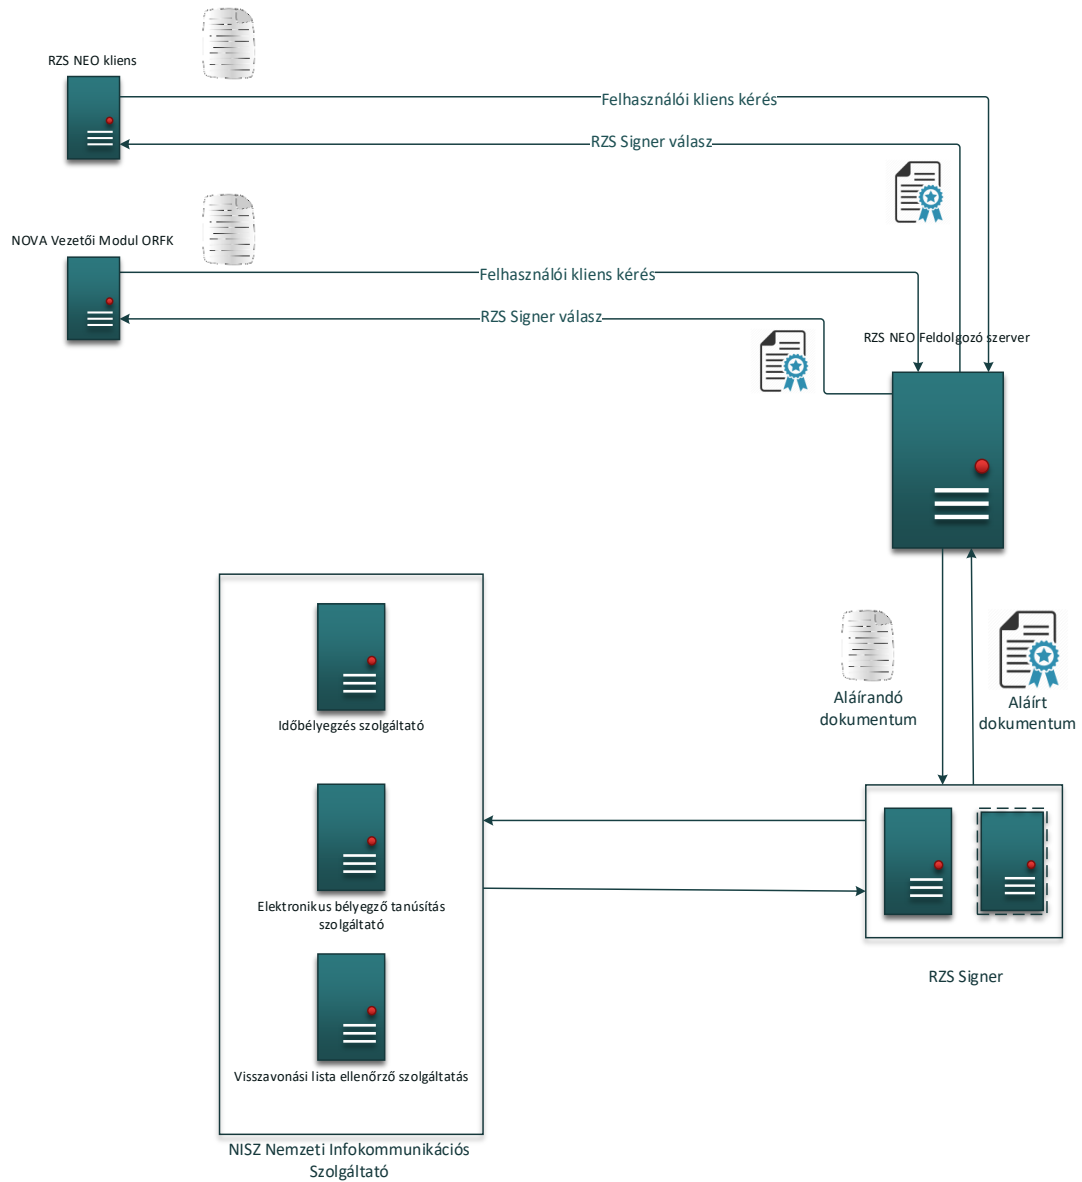 RZS NEO kliens
Felhasználói kliens kérés
RZS Signer válasz
NOVA Vezetői Modul ORFK
Felhasználói kliens kérés
RZS Signer válasz
RZS NEO Feldolgozó szerver
Aláírandó
dokumentum
Aláírt
dokumentum
Időbélyegzés szolgáltató
Elektronikus bélyegző tanúsítás
szolgáltató
RZS Signer
Visszavonási lista ellenőrző szolgáltatás
NISZ Nemzeti Infokommunikációs
Szolgáltató